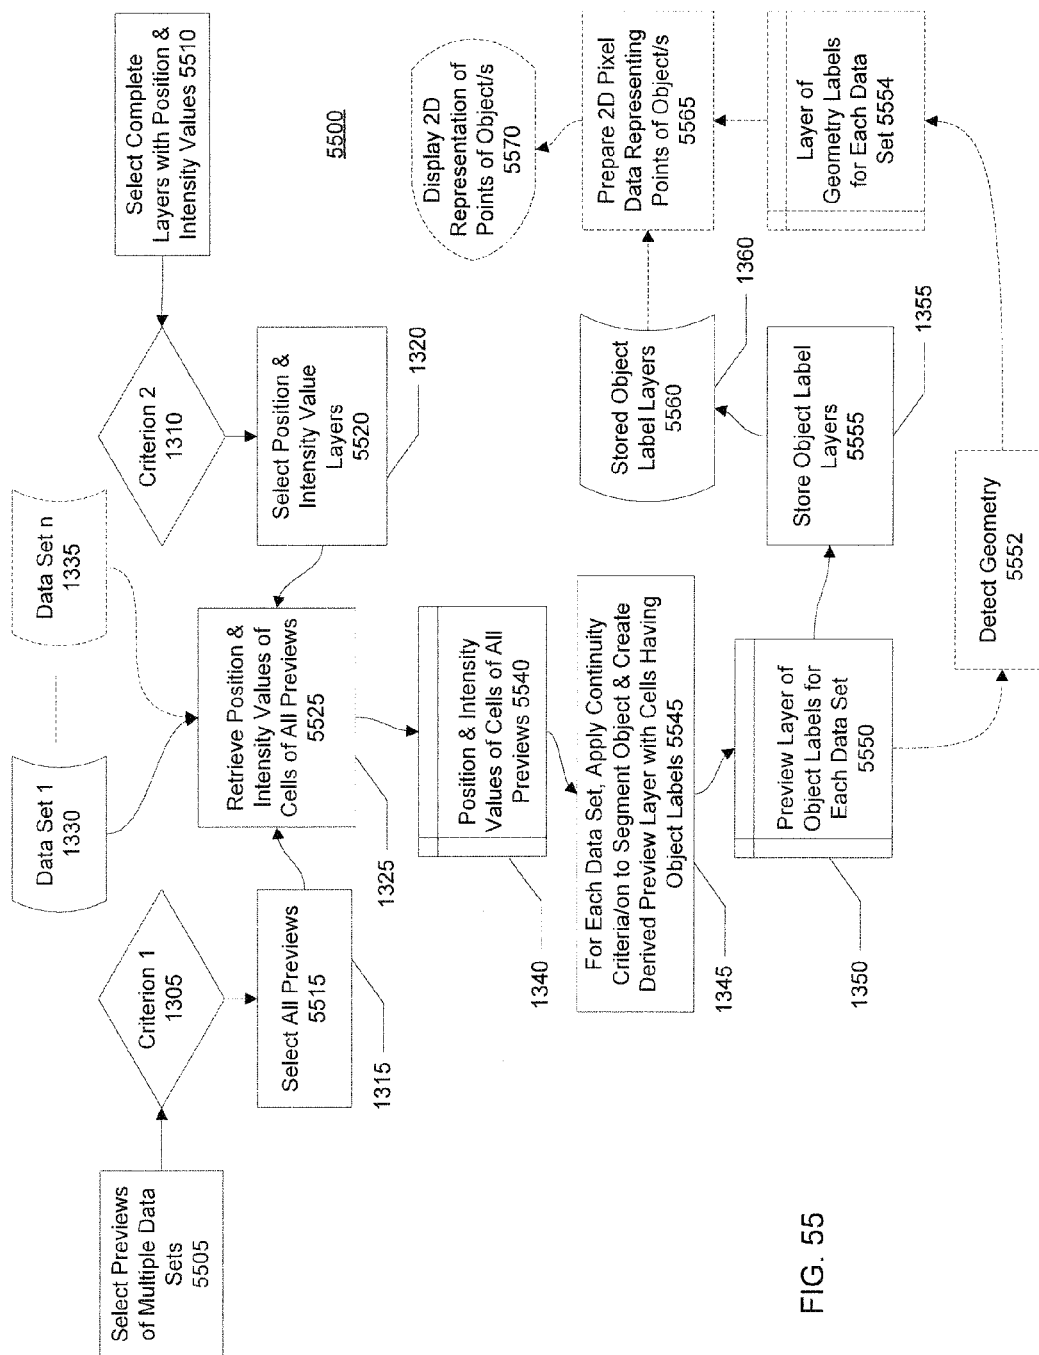 Select Previews
of Multiple Data
Sets
5505
Criterion 1
1305
Select All Previews
5515
1315
Data Set 1
1330
Data Set n
1335
Retrieve Position &
Intensity Values of
Cells of All Previews
5525
1325
Select Complete
Layers with Position &
Intensity Values 5510
Criterion 2
1310
Select Position &
Intensity Value
Layers
5520
1320
5500
Position & Intensity
Values of Cells of All
Previews 5540
1340
For Each Data Set, Apply Continuity
Criteria/on to Segment Object & Create
Derived Preview Layer with Cells Having
Object Labels 5545
1345
Preview Layer of
Object Labels for
Each Data Set
5550
1350
Store Object Label
Layers
5555
1355
Stored Object
Label Layers
5560
1360
Detect Geometry
5552
Layer of
Geometry Labels
for Each Data
Set 5554
Prepare 2D Pixel
Data Representing
Points of Object/s
5565
Display 2D
Representation of
Points of Object/s
5570
FIG. 55